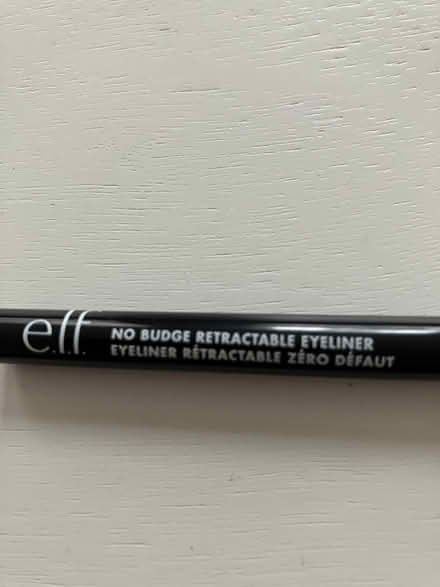 e.l.f.
NO BUDGE RETRACTABLE EYELINER
EYELINER RÉTRACTABLE ZÉRO DÉFAUT